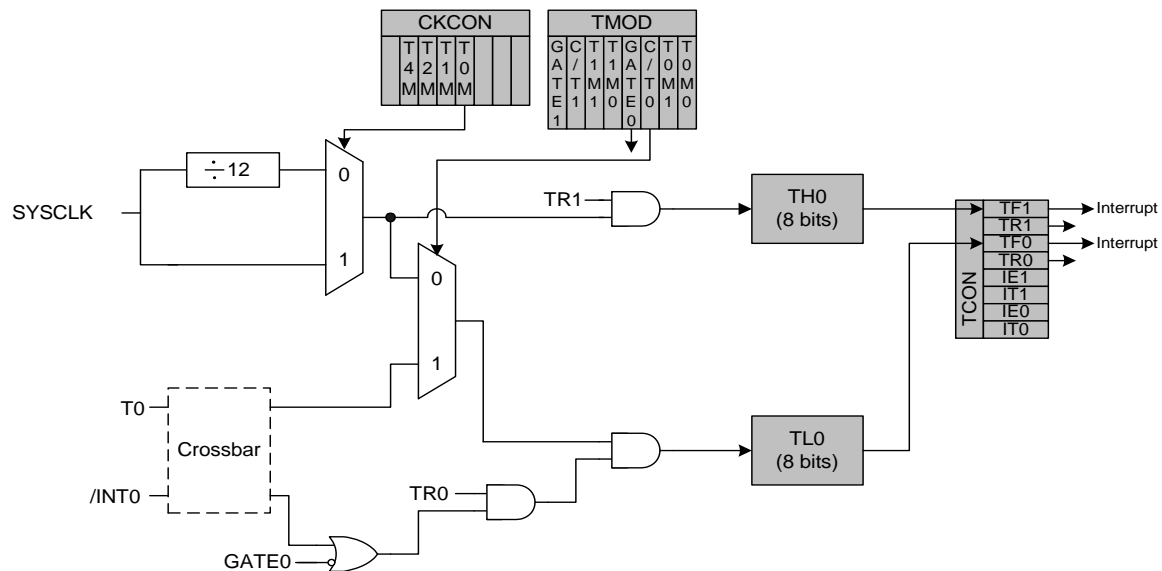 CKCON
T4M
T2M
T1M
T0M
TMOD
GATE1
C/T1
T1M1
T1M0
GATE0
C/T0
T0M1
T0M0
÷12
0
SYSCLK
1
TR1
TH0
(8 bits)
TCON
TF1
TR1
TF0
TR0
IE1
IT1
IE0
IT0
Interrupt
Interrupt
0
1
T0
Crossbar
/INT0
TL0
(8 bits)
TR0
GATE0